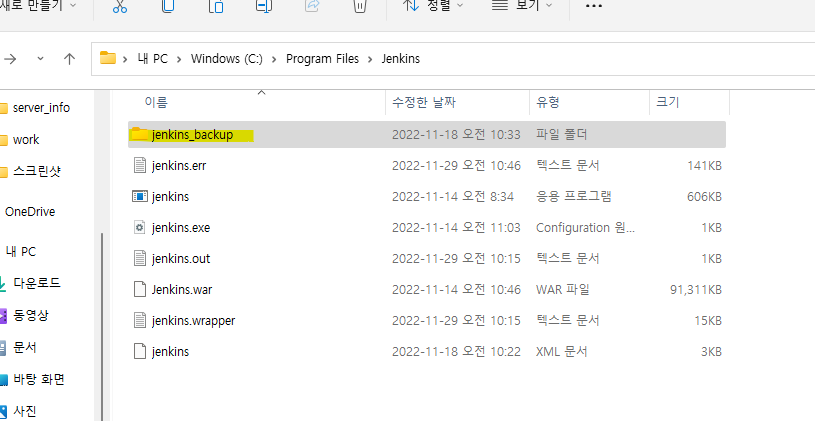 새로 만들기
정렬
보기
내 PC > Windows (C:) > Program Files > Jenkins
이름 수정한 날짜 유형 크기
server_info
work
스크린샷
OneDrive
내 PC
다운로드
동영상
문서
바탕 화면
사진
jenkins_backup 2022-11-18 오전 10:33 파일 폴더
jenkins.err 2022-11-29 오전 10:46 텍스트 문서 141KB
jenkins 2022-11-14 오전 8:34 응용 프로그램 606KB
jenkins.exe 2022-11-14 오전 11:03 Configuration 원... 1KB
jenkins.out 2022-11-29 오전 10:15 텍스트 문서 1KB
Jenkins.war 2022-11-14 오전 10:46 WAR 파일 91,311KB
jenkins.wrapper 2022-11-29 오전 10:15 텍스트 문서 15KB
jenkins 2022-11-18 오전 10:22 XML 문서 3KB